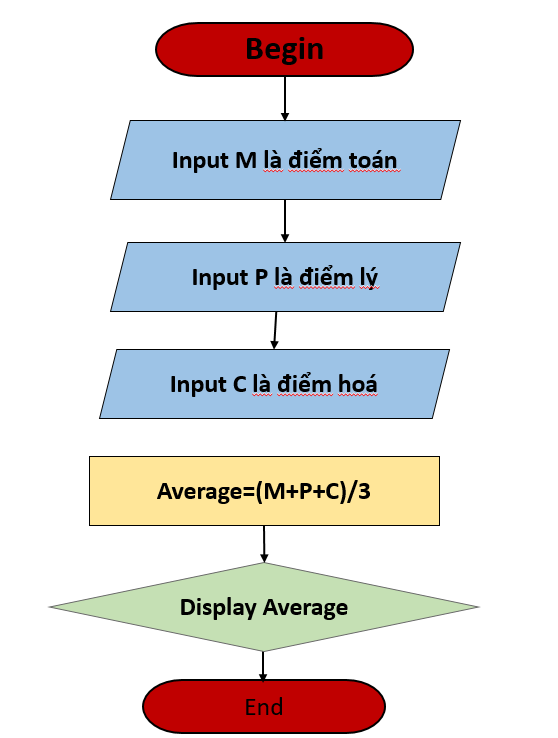 Begin
Input M là điểm toán
Input P là điểm lý
Input C là điểm hoá
Average=(M+P+C)/3
Display Average
End